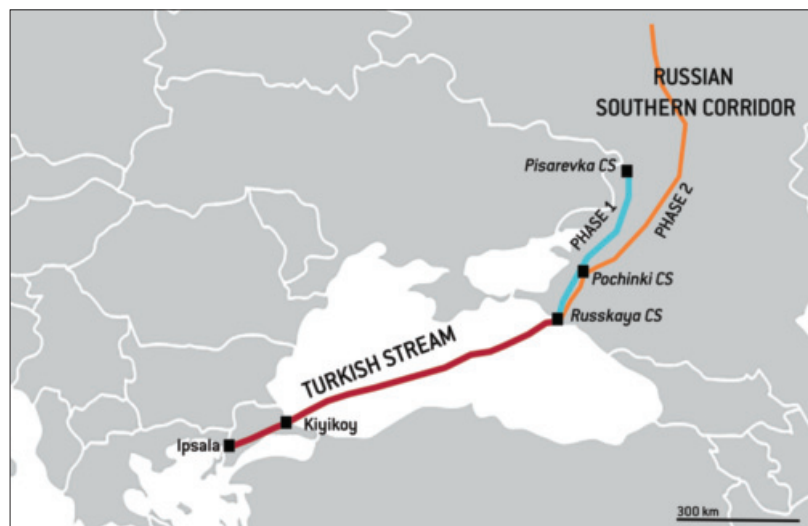 RUSSIAN
SOUTHERN CORRIDOR
Pisarevka CS
PHASE 1
PHASE 2
Pochinki CS
Russkaya CS
TURKISH STREAM
Kiyikoy
Ipsala
300 km